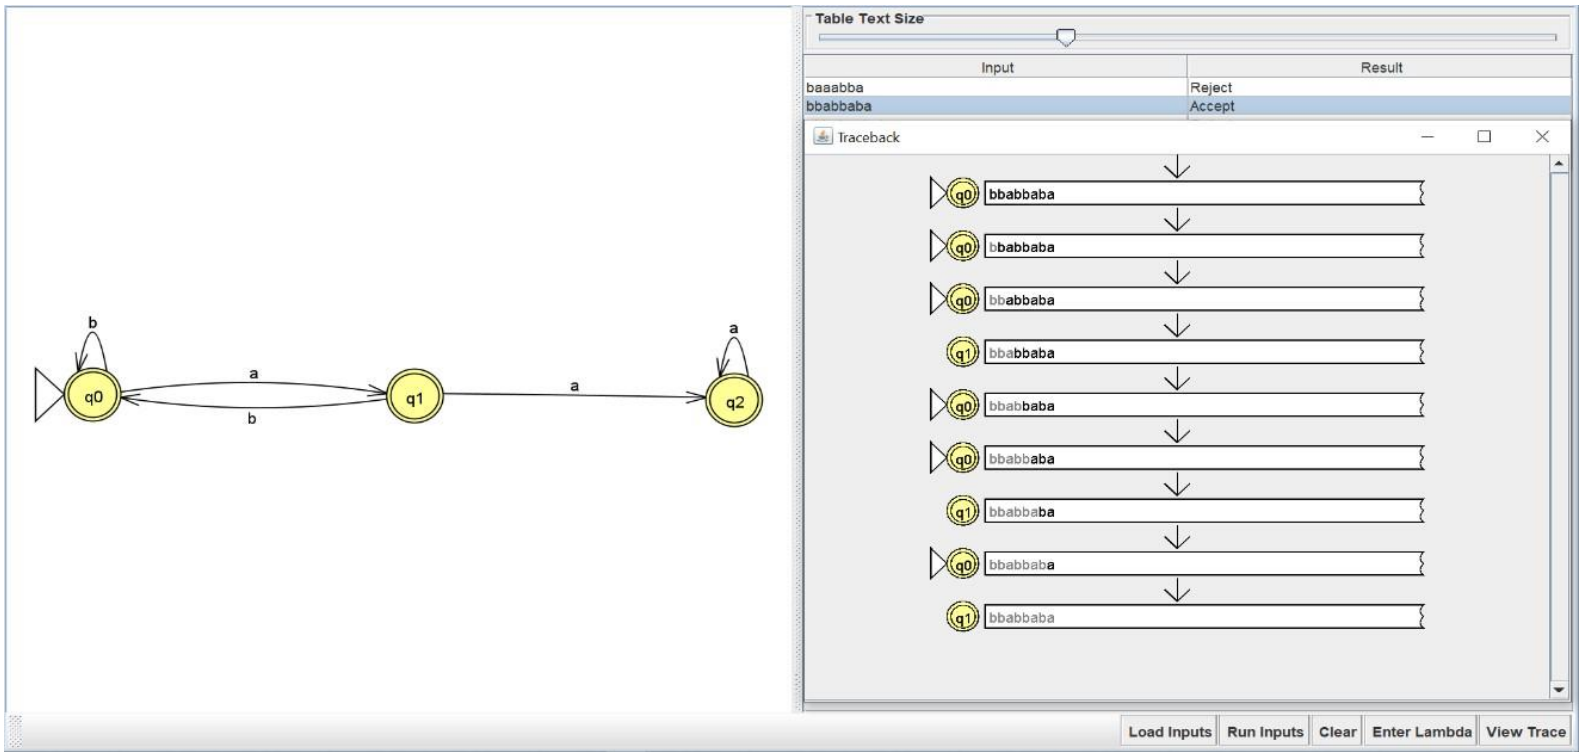 Table Text Size
Input Result
baaabba Reject
bbabbaba Accept
Traceback
q0 bbabbaba
q0 bbabbaba
q0 bbabbaba
q1 bbabbaba
q0 bbabbaba
q0 bbabbaba
q1 bbabbaba
q0 bbabbaba
q1 bbabbaba
b
a
a
a
b
q0
q1
q2
Load Inputs Run Inputs Clear Enter Lambda View Trace